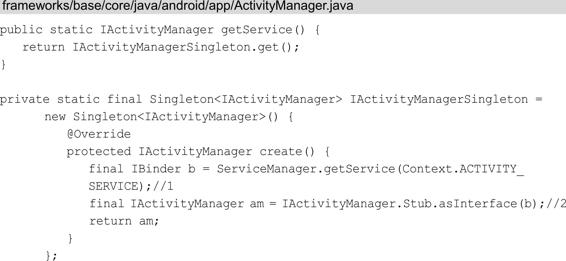 frameworks/base/core/java/android/app/ActivityManager.java
public static IActivityManager getService() {
    return IActivityManagerSingleton.get();
}

private static final Singleton<IActivityManager> IActivityManagerSingleton =
        new Singleton<IActivityManager>() {
            @Override
            protected IActivityManager create() {
                final IBinder b = ServiceManager.getService(Context.ACTIVITY_
                SERVICE);//1
                final IActivityManager am = IActivityManager.Stub.asInterface(b);//2
                return am;
            }
        };